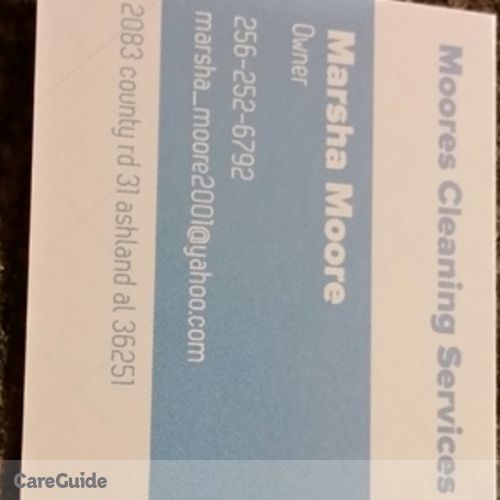 Moores Cleaning Services
Marsha Moore
Owner
256-252-6792
marsha_moore2001@yahoo.com
2083 county rd 31 ashland al 36251
CareGuide